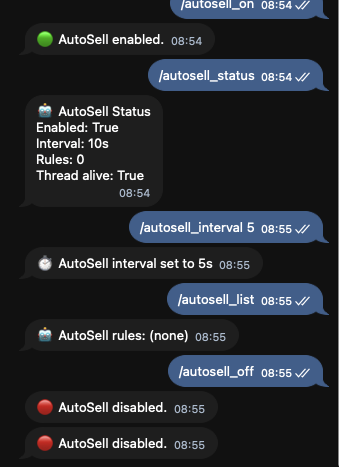 /autosell_on 08:54
AutoSell enabled. 08:54
/autosell_status 08:54
AutoSell Status
Enabled: True
Interval: 10s
Rules: 0
Thread alive: True
08:54
/autosell_interval 5 08:55
AutoSell interval set to 5s 08:55
/autosell_list 08:55
AutoSell rules: (none) 08:55
/autosell_off 08:55
AutoSell disabled. 08:55
AutoSell disabled. 08:55